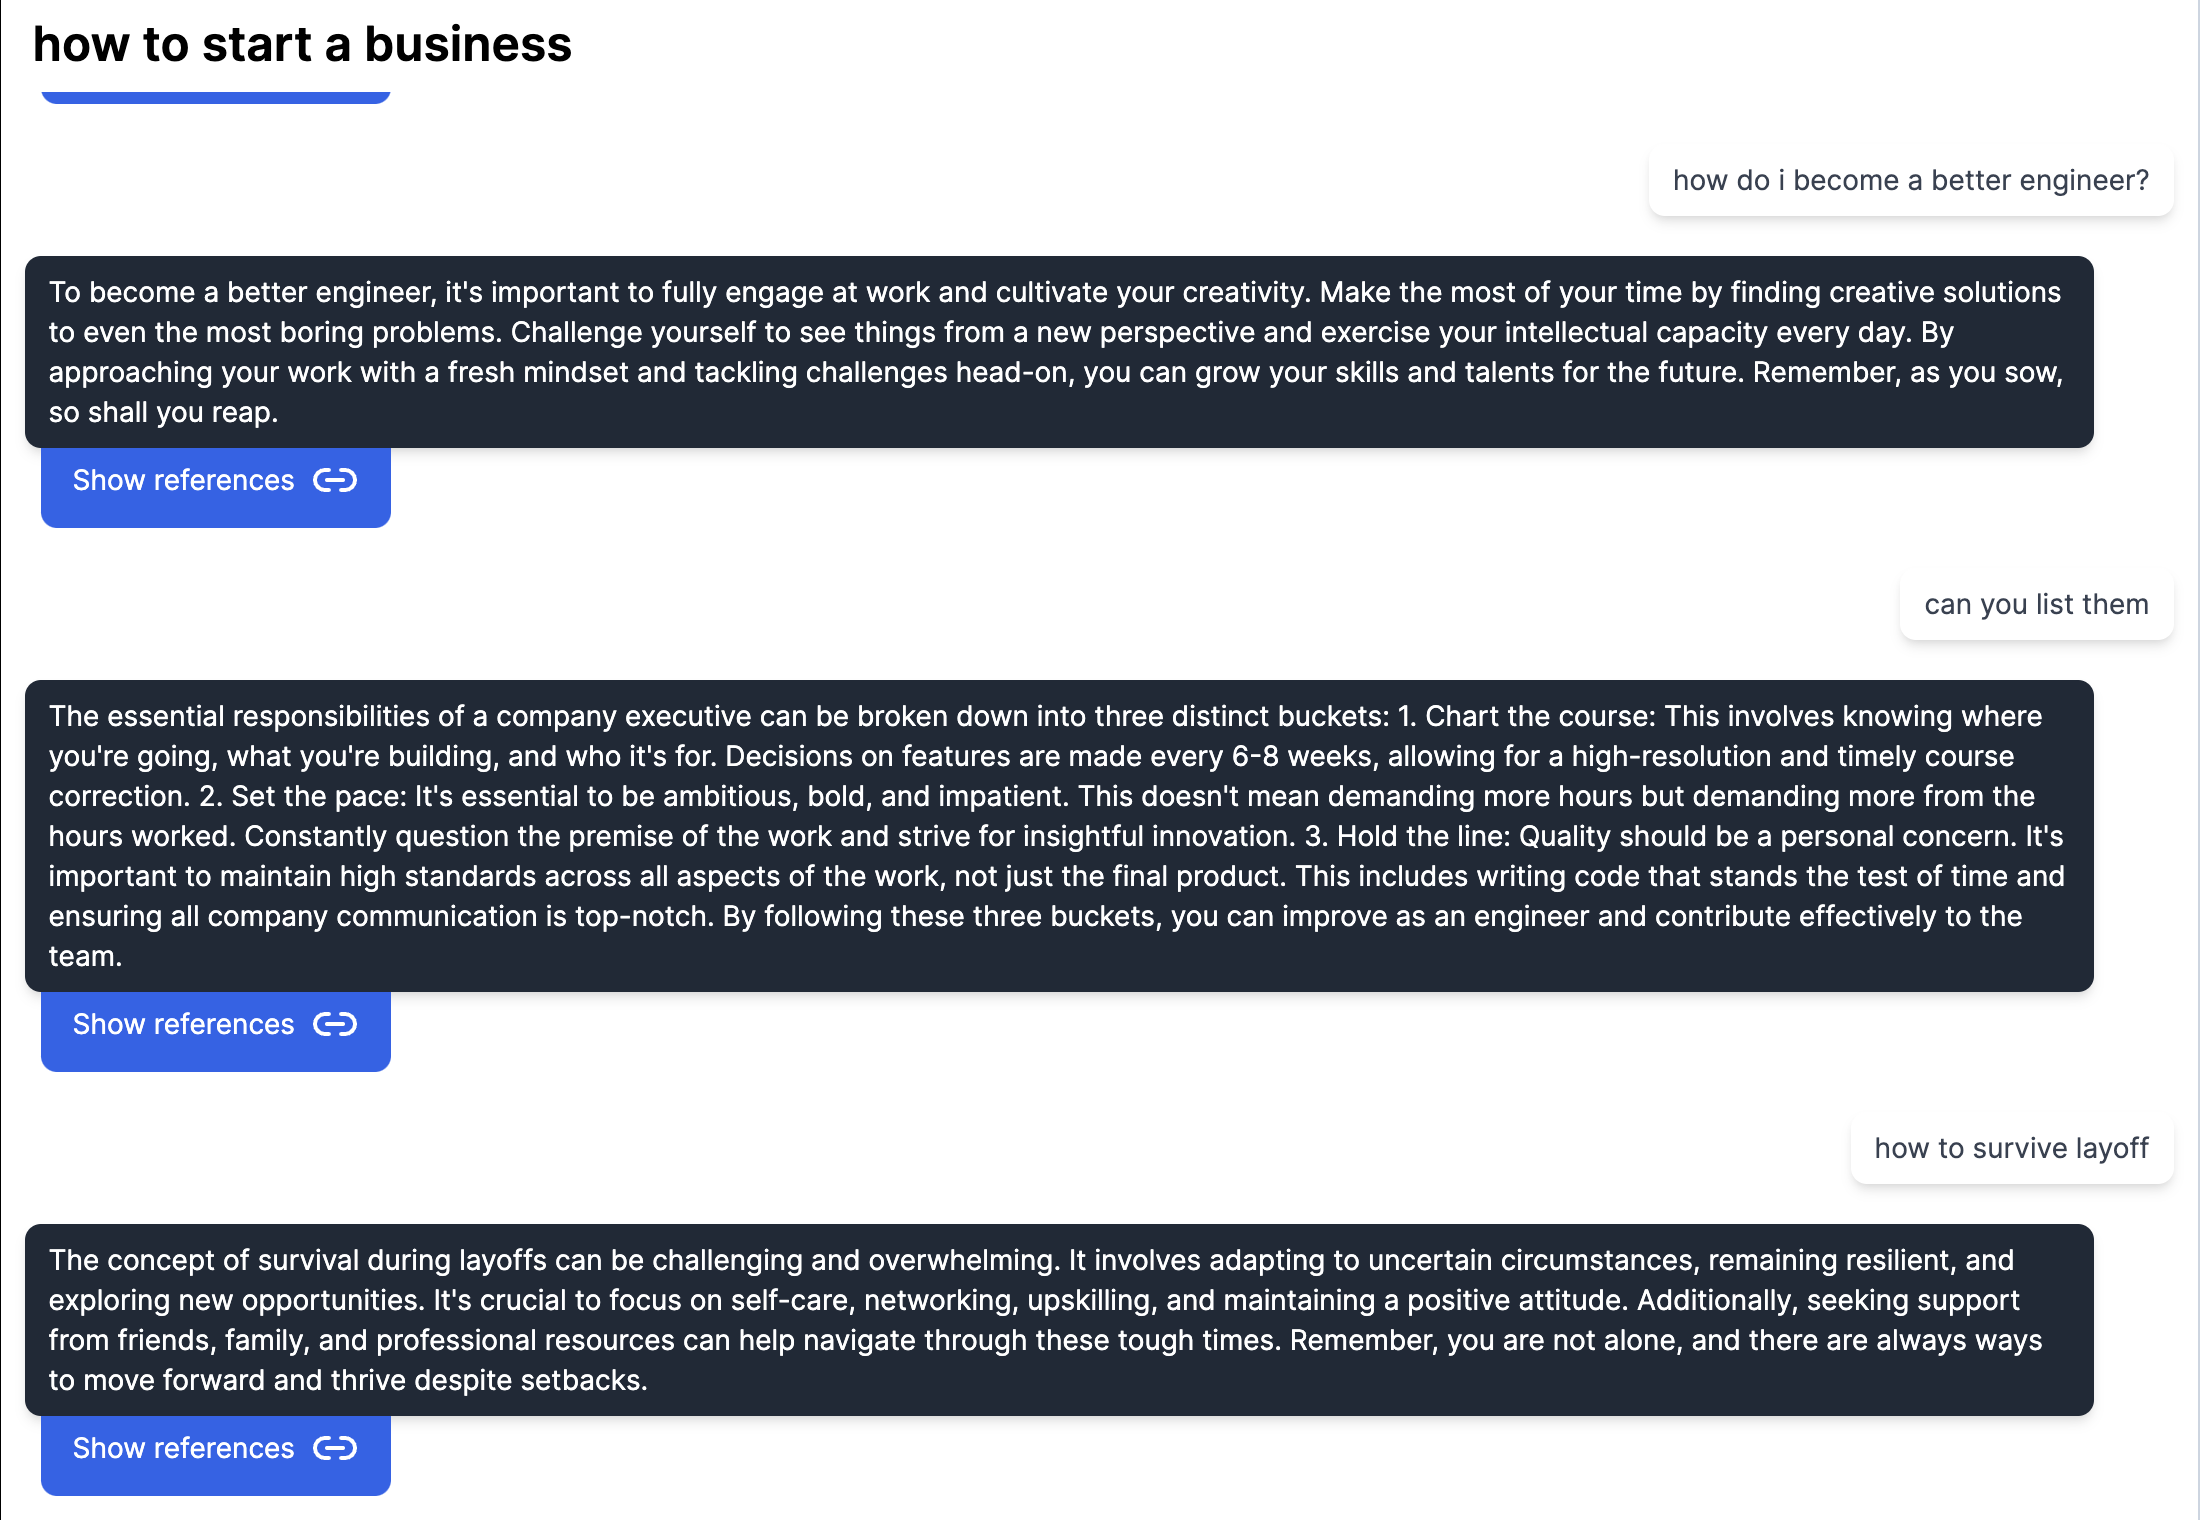 how to start a business
how do i become a better engineer?
To become a better engineer, it's important to fully engage at work and cultivate your creativity. Make the most of your time by finding creative solutions
to even the most boring problems. Challenge yourself to see things from a new perspective and exercise your intellectual capacity every day. By
approaching your work with a fresh mindset and tackling challenges head-on, you can grow your skills and talents for the future. Remember, as you sow,
so shall you reap.
Show references
can you list them
The essential responsibilities of a company executive can be broken down into three distinct buckets: 1. Chart the course: This involves knowing where
you're going, what you're building, and who it's for. Decisions on features are made every 6-8 weeks, allowing for a high-resolution and timely course
correction. 2. Set the pace: It's essential to be ambitious, bold, and impatient. This doesn't mean demanding more hours but demanding more from the
hours worked. Constantly question the premise of the work and strive for insightful innovation. 3. Hold the line: Quality should be a personal concern. It's
important to maintain high standards across all aspects of the work, not just the final product. This includes writing code that stands the test of time and
ensuring all company communication is top-notch. By following these three buckets, you can improve as an engineer and contribute effectively to the
team.
Show references
how to survive layoff
The concept of survival during layoffs can be challenging and overwhelming. It involves adapting to uncertain circumstances, remaining resilient, and
exploring new opportunities. It's crucial to focus on self-care, networking, upskilling, and maintaining a positive attitude. Additionally, seeking support
from friends, family, and professional resources can help navigate through these tough times. Remember, you are not alone, and there are always ways
to move forward and thrive despite setbacks.
Show references